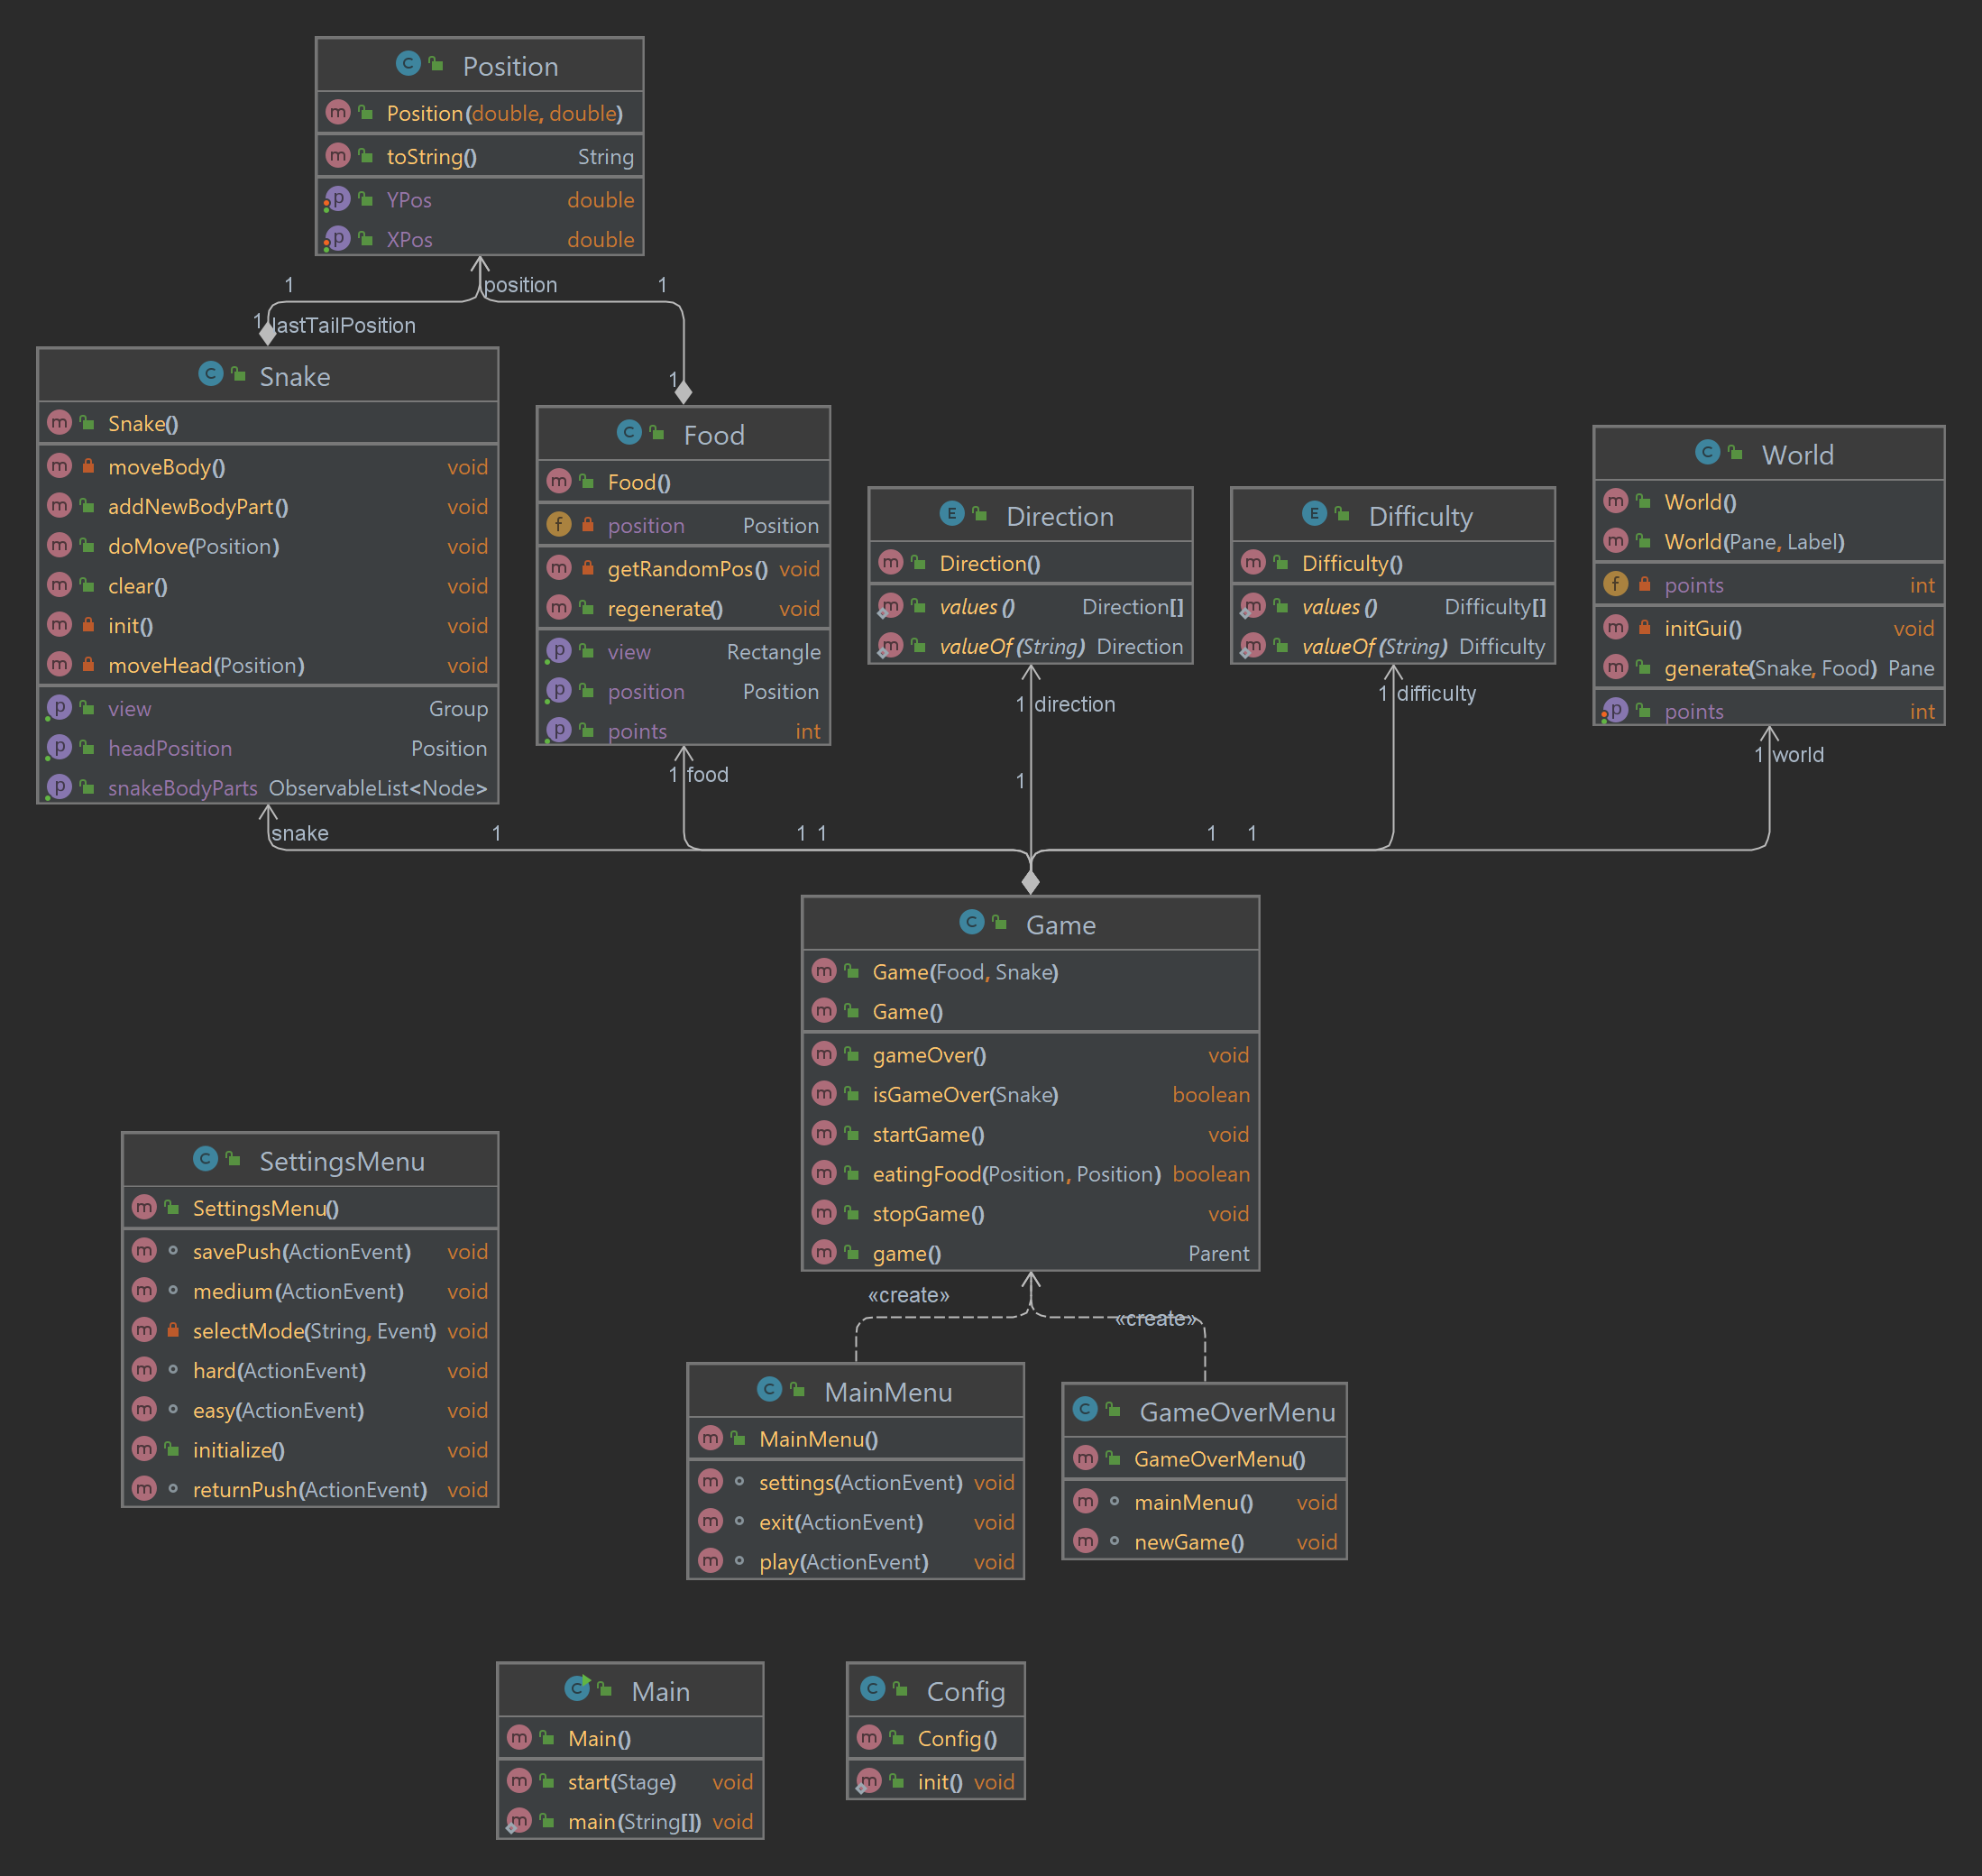 Position
Position(double, double)
toString() String
YPos double
XPos double
1
position
1
1
lastTailPosition
1
Snake
Snake()
moveBody() void
addNewBodyPart() void
doMove(Position) void
clear() void
init() void
moveHead(Position) void
view Group
headPosition Position
snakeBodyParts ObservableList<Node>
Food
Food()
position Position
getRandomPos() void
regenerate() void
view Rectangle
position Position
points int
Direction
Direction()
values() Direction[]
valueOf(String) Direction
Difficulty
Difficulty()
values() Difficulty[]
valueOf(String) Difficulty
World
World()
World(Pane, Label)
points int
initGui() void
generate(Snake, Food) Pane
points int
1 food
1 direction
1
1 difficulty
1 world
snake
1
1 1
1 1
Game
Game(Food, Snake)
Game()
gameOver() void
isGameOver(Snake) boolean
startGame() void
eatingFood(Position, Position) boolean
stopGame() void
game() Parent
«create»
«create»
SettingsMenu
SettingsMenu()
savePush(ActionEvent) void
medium(ActionEvent) void
selectMode(String, Event) void
hard(ActionEvent) void
easy(ActionEvent) void
initialize() void
returnPush(ActionEvent) void
MainMenu
MainMenu()
settings(ActionEvent) void
exit(ActionEvent) void
play(ActionEvent) void
GameOverMenu
GameOverMenu()
mainMenu() void
newGame() void
Main
Main()
start(Stage) void
main(String[]) void
Config
Config()
init() void